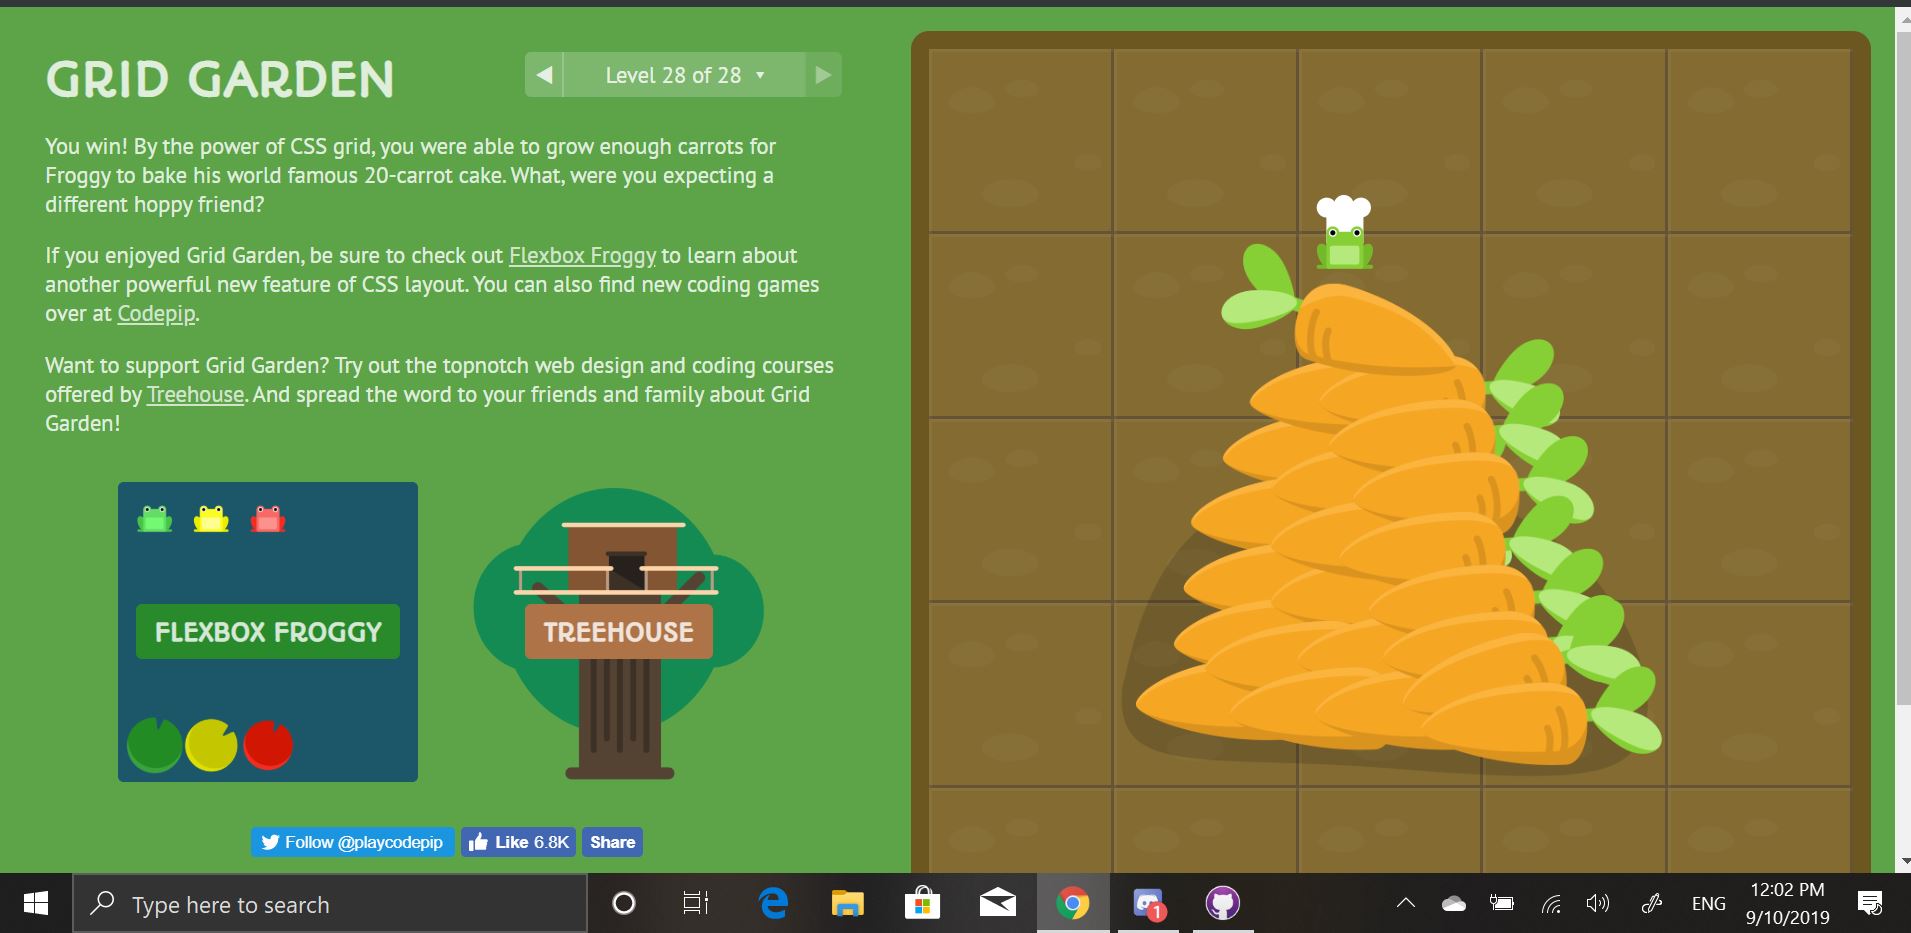 GRID GARDEN
◀ Level 28 of 28 ▼ ▶
You win! By the power of CSS grid, you were able to grow enough carrots for
Froggy to bake his world famous 20-carrot cake. What, were you expecting a
different hoppy friend?
If you enjoyed Grid Garden, be sure to check out Flexbox Froggy to learn about
another powerful new feature of CSS layout. You can also find new coding games
over at Codepip.
Want to support Grid Garden? Try out the topnotch web design and coding courses
offered by Treehouse. And spread the word to your friends and family about Grid
Garden!
FLEXBOX FROGGY
TREEHOUSE
Follow @playcodepip
Like 6.8K
Share
Type here to search
1
ENG
12:02 PM
9/10/2019